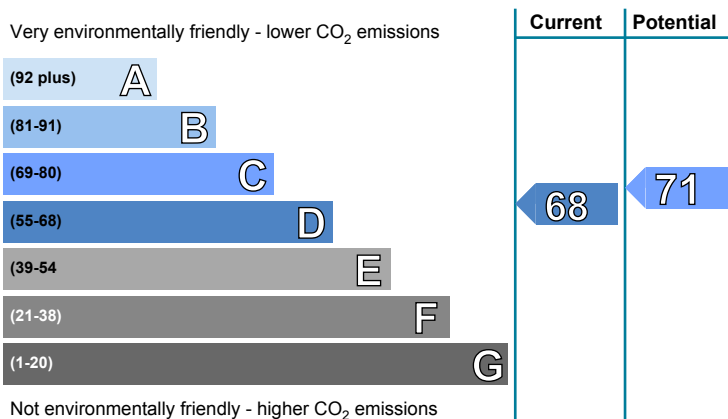 Current Potential
Very environmentally friendly - lower CO2 emissions
(92 plus) A
(81-91) B
(69-80) C
(55-68) D
68
71
(39-54 E
(21-38) F
(1-20) G
Not environmentally friendly - higher CO2 emissions